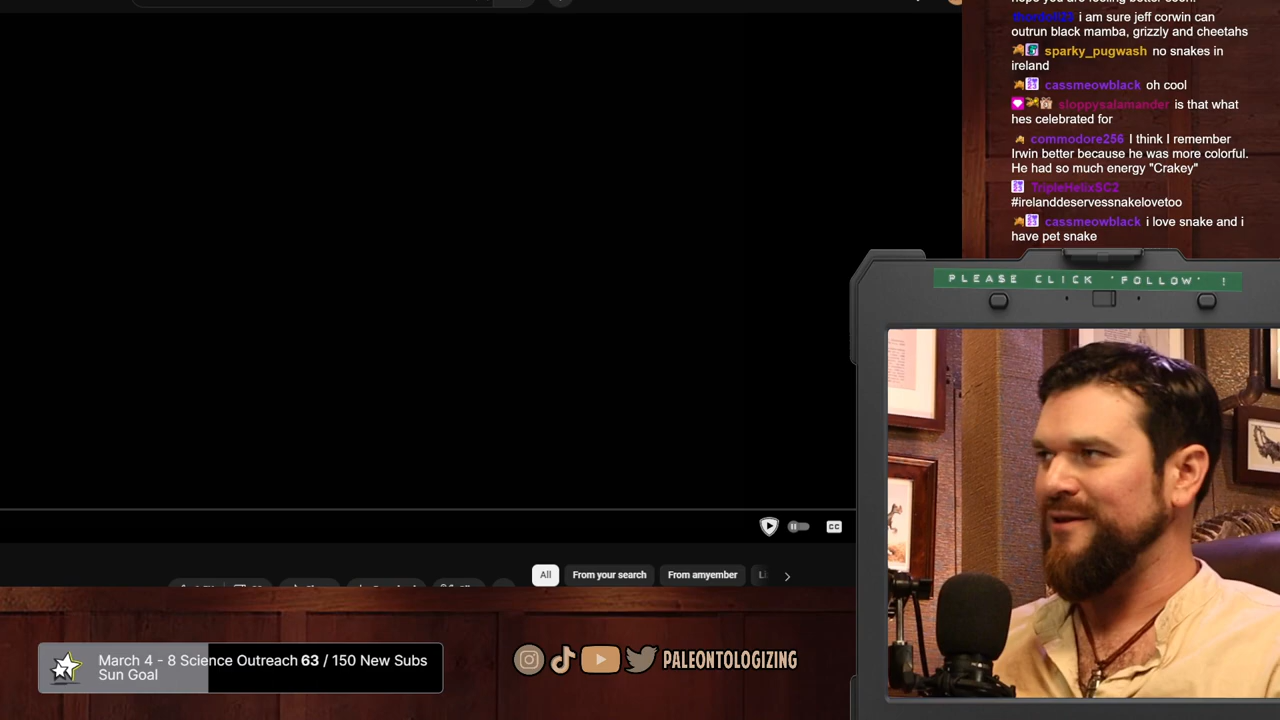 i am sure jeff corwin can
outrun black mamba, grizzly and cheetahs
sparky_pugwash no snakes in
ireland
cassmeowblack oh cool
sloppysalamander is that what
hes celebrated for
commodore256 I think I remember
Irwin better because he was more colorful.
He had so much energy "Crakey"
TripleHelixSC2
#irelanddeservessnakelovetoo
cassmeowblack i love snake and i
have pet snake
PLEASE CLICK 'FOLLOW' !
CC
All From your search From amyember
March 4 - 8 Science Outreach 63 / 150 New Subs
Sun Goal
PALEONTOLOGIZING